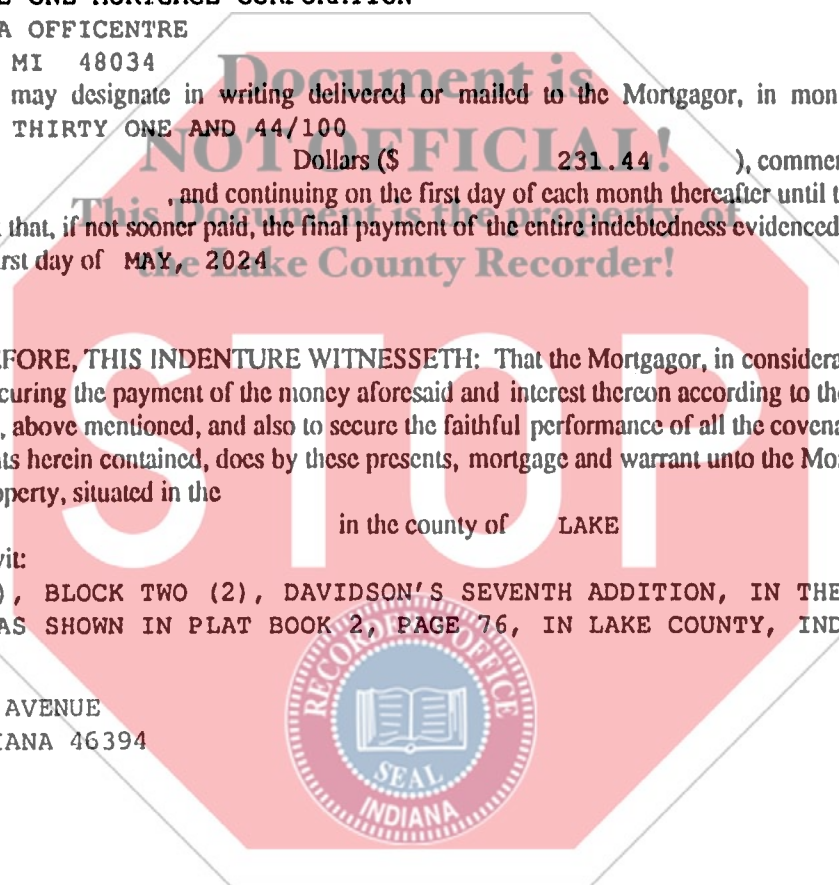 ONE MORTGAGE CORPORATION
A OFFICENTRE
MI 48034
may designate in writing delivered or mailed to the Mortgagor, in mon
THIRTY ONE AND 44/100
Dollars ($ 231.44 ), commen
, and continuing on the first day of each month thereafter until t
that, if not sooner paid, the final payment of the entire indebtedness evidenced
rst day of MAY, 2024
Document is
NOT OFFICIAL!
This Document is the property of
the Lake County Recorder!
STOP
EFORE, THIS INDENTURE WITNESSETH: That the Mortgagor, in considera
curing the payment of the money aforesaid and interest thereon according to the
, above mentioned, and also to secure the faithful performance of all the covena
ts herein contained, does by these presents, mortgage and warrant unto the Mo
operty, situated in the
in the county of LAKE
vit:
), BLOCK TWO (2), DAVIDSON'S SEVENTH ADDITION, IN THE
AS SHOWN IN PLAT BOOK 2, PAGE 76, IN LAKE COUNTY, IND
AVENUE
IANA 46394
RECORDER'S OFFICE
SEAL
INDIANA